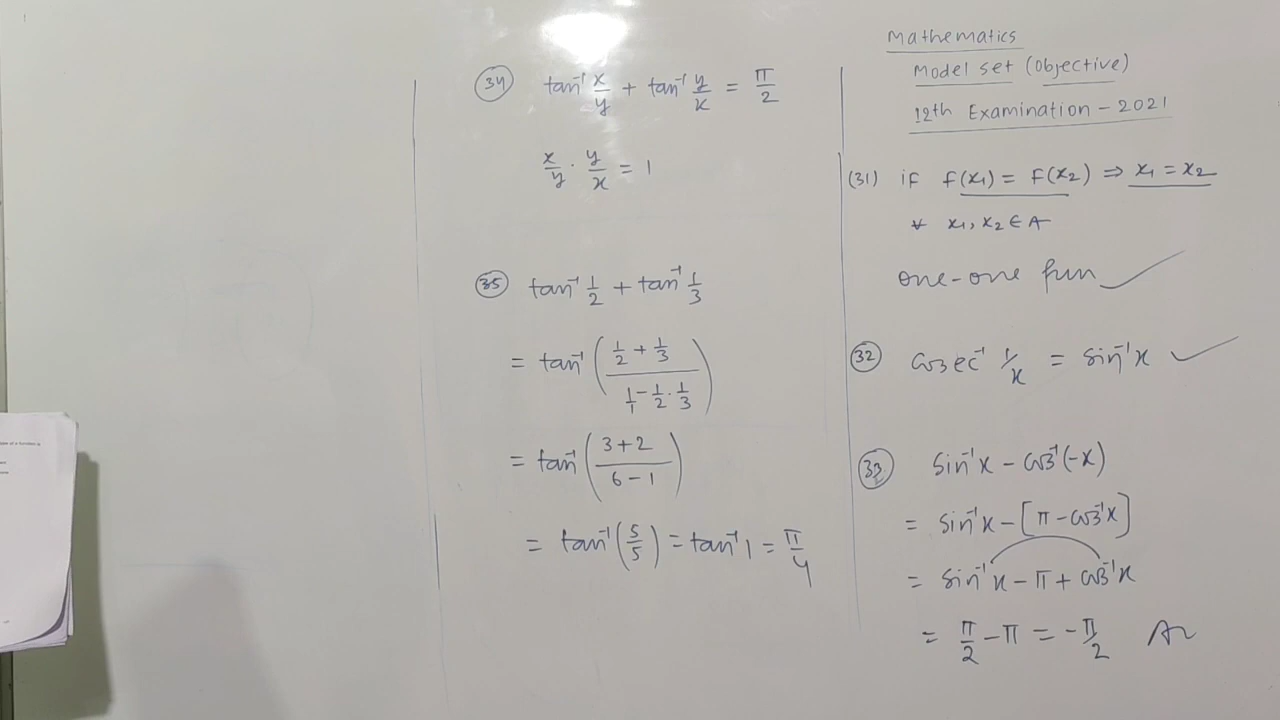 Mathematics
Model set (Objective)
12th Examination - 2021
(31) if f(x₁) = F(x₂) ⇒ x₁ = x₂
∀ x₁, x₂ ∈ A
one-one fun ✓
(32) cosec⁻¹ 1/x = sin⁻¹x ✓
(33) sin⁻¹x - cos⁻¹(-x)
= sin⁻¹x - [π - cos⁻¹x]
= sin⁻¹x - π + cos⁻¹x
= π/2 - π = -π/2
(34) tan⁻¹ x/y + tan⁻¹ y/x = π/2
x/y · y/x = 1
(35) tan⁻¹ 1/2 + tan⁻¹ 1/3
= tan⁻¹ ((1/2 + 1/3)/(1/1 - 1/2 · 1/3))
= tan⁻¹ ((3+2)/(6-1))
= tan⁻¹(5/5) = tan⁻¹ 1 = π/4